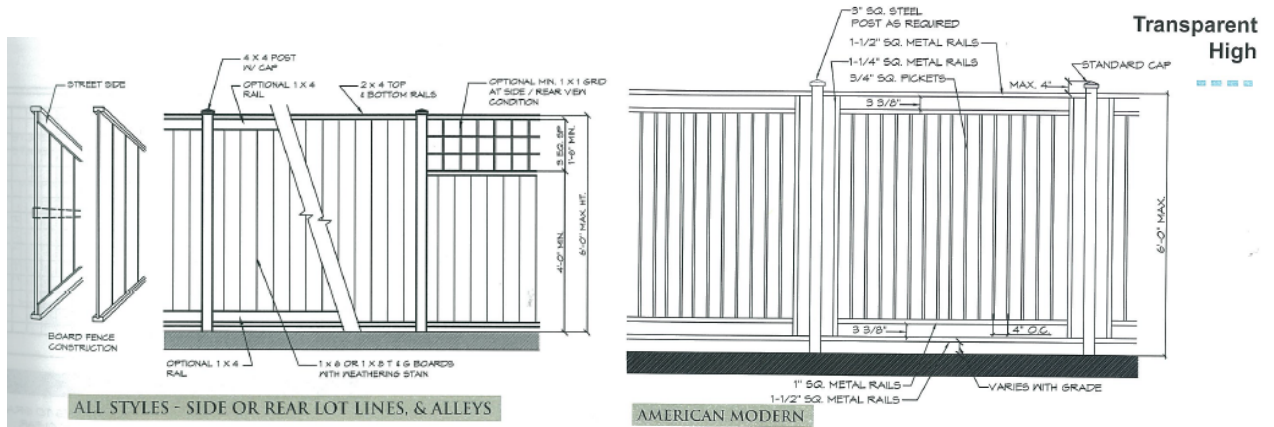 Transparent
High
STREET SIDE
4 X 4 POST
W/ CAP
OPTIONAL 1 X 4
RAIL
2 X 4 TOP
& BOTTOM RAILS
OPTIONAL MIN. 1 X 1 GRID
AT SIDE / REAR VIEW
CONDITION
3 SQ. SP
1'-6" MIN.
4'-0" MIN.
6'-0" MAX. HT.
BOARD FENCE
CONSTRUCTION
OPTIONAL 1 X 4
RAIL
1 X 6 OR 1 X 8 T & G BOARDS
WITH WEATHERING STAIN
ALL STYLES - SIDE OR REAR LOT LINES, & ALLEYS
3" SQ. STEEL
POST AS REQUIRED
1-1/2" SQ. METAL RAILS
1-1/4" SQ. METAL RAILS
3/4" SQ. PICKETS
STANDARD CAP
MAX. 4"
3 3/8"
6'-0" MAX.
3 3/8"
4" O.C.
1" SQ. METAL RAILS
1-1/2" SQ. METAL RAILS
VARIES WITH GRADE
AMERICAN MODERN